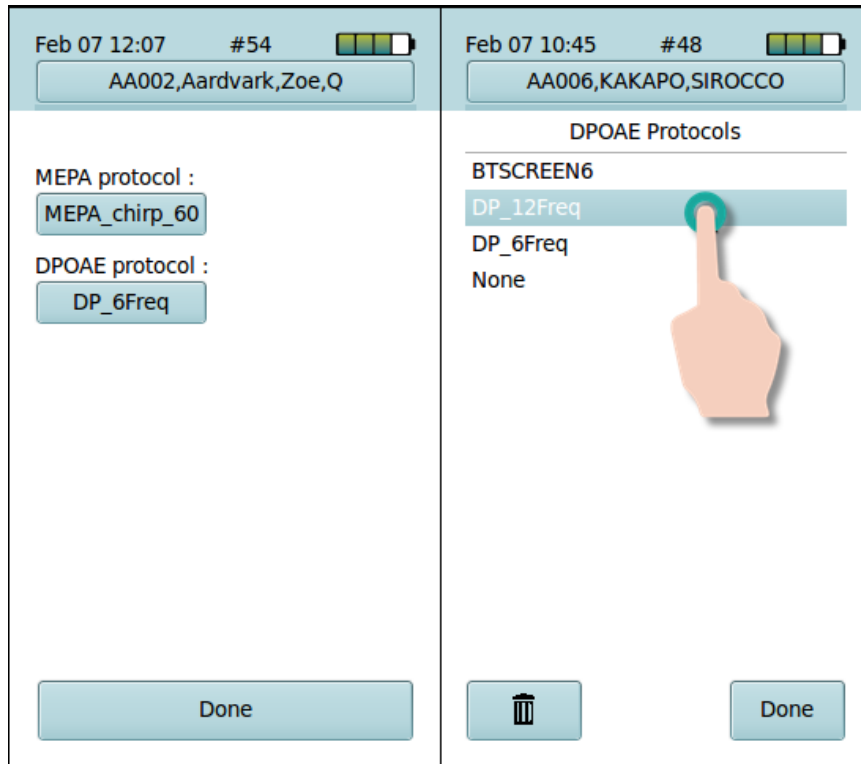 Feb 07 12:07 #54
AA002,Aardvark,Zoe,Q
MEPA protocol :
MEPA_chirp_60
DPOAE protocol :
DP_6Freq
Done
Feb 07 10:45 #48
AA006,KAKAPO,SIROCCO
DPOAE Protocols
BTSCREEN6
DP_12Freq
DP_6Freq
None
Done